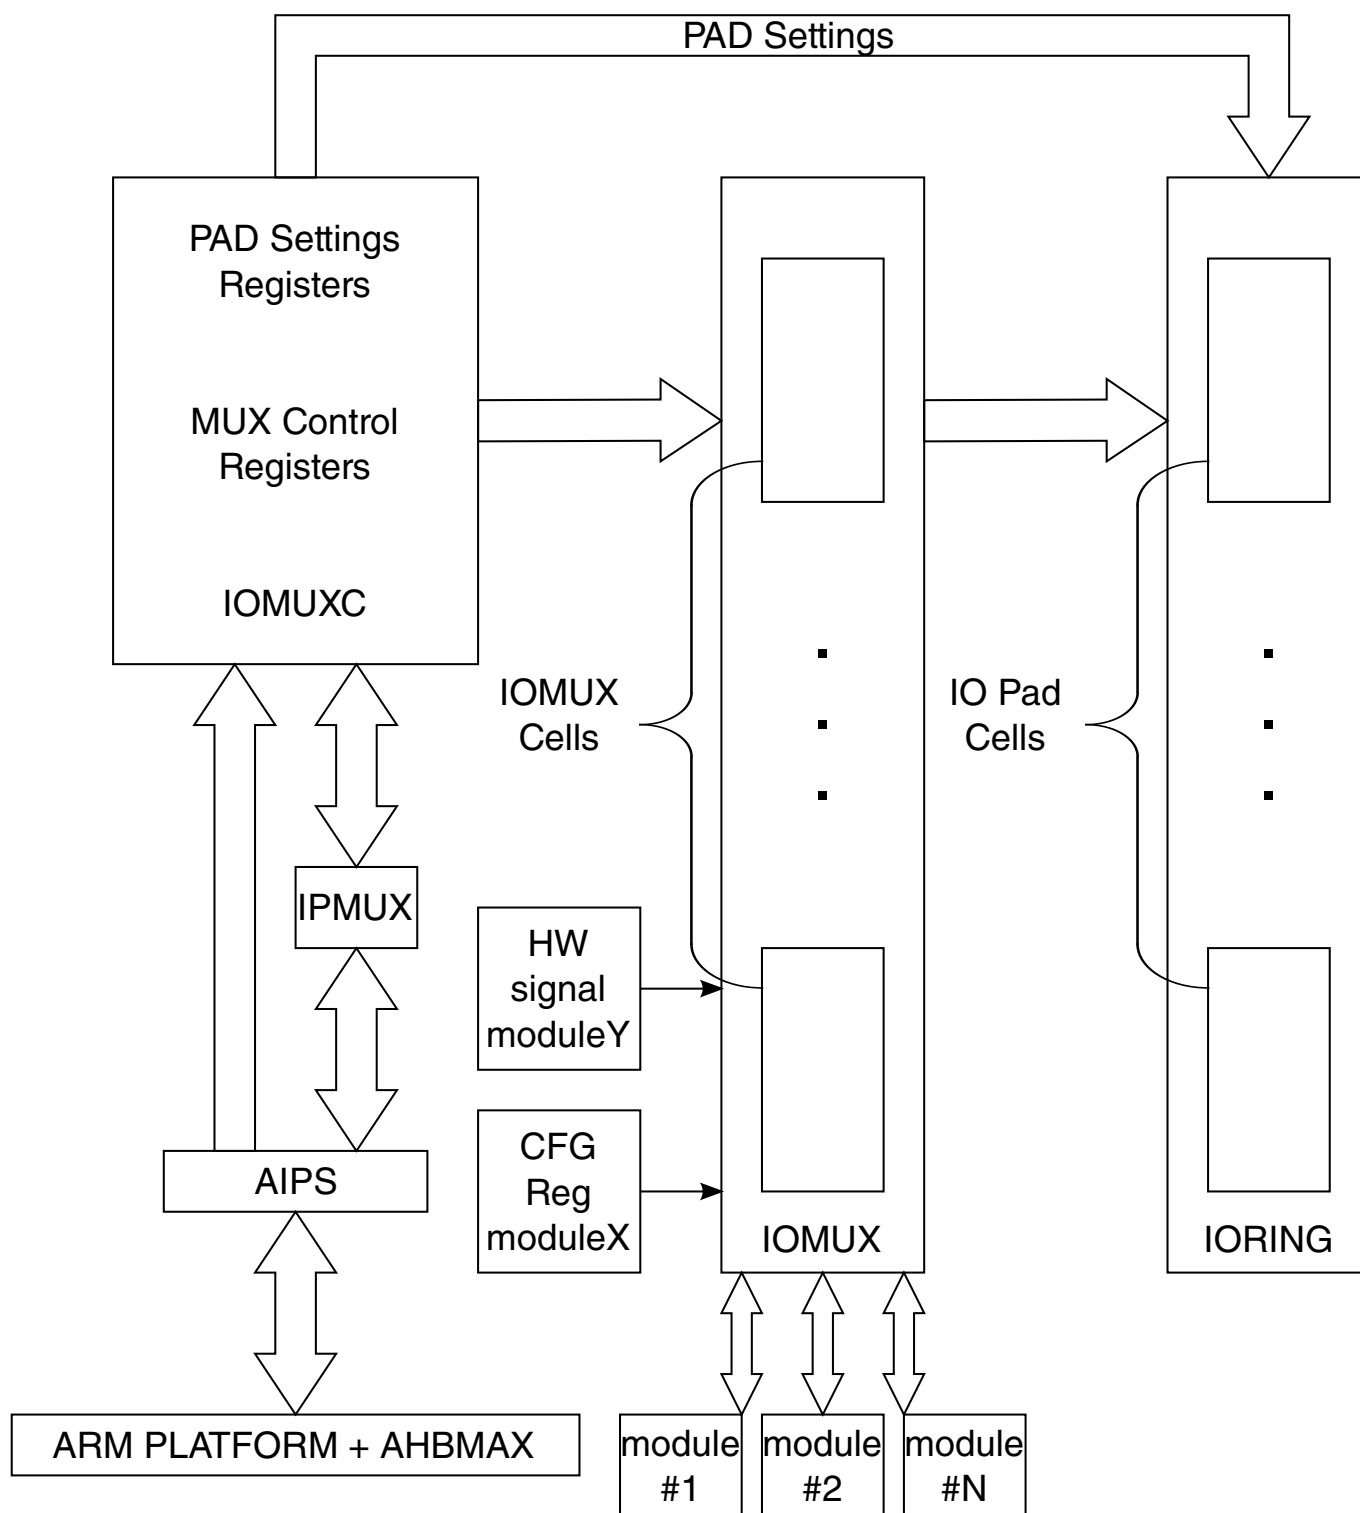 PAD Settings
PAD Settings
Registers
MUX Control
Registers
IOMUXC
IOMUX
Cells
IO Pad
Cells
IPMUX
HW
signal
moduleY
CFG
Reg
moduleX
AIPS
IOMUX
IORING
ARM PLATFORM + AHBMAX
module
#1
module
#2
module
#N